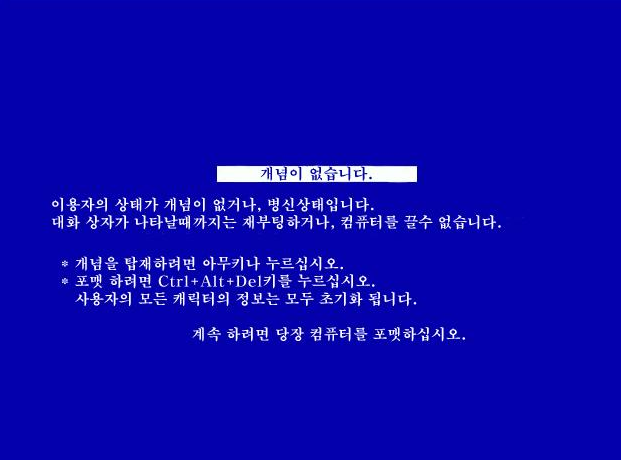 개념이 없습니다.
이용자의 상태가 개념이 없거나, 병신상태입니다.
대화 상자가 나타날때까지는 재부팅하거나, 컴퓨터를 끌수 없습니다.
* 개념을 탑재하려면 아무키나 누르십시오.
* 포맷 하려면 Ctrl+Alt+Del키를 누르십시오.
사용자의 모든 캐릭터의 정보는 모두 초기화 됩니다.
계속 하려면 당장 컴퓨터를 포맷하십시오.